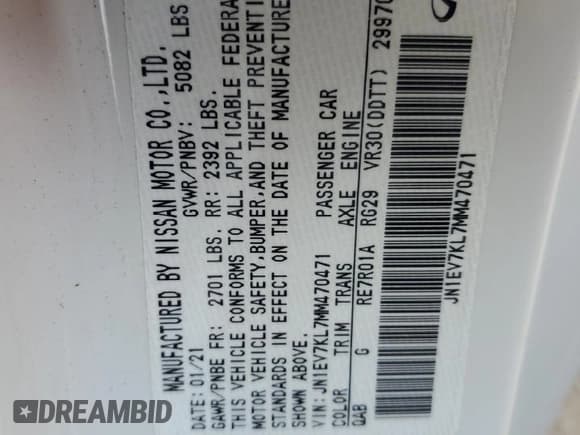 MANUFACTURED BY NISSAN MOTOR CO.,LTD.
DATE: 01/21 GVWR/PNBV: 5082 LBS
GAWR/PNBE FR: 2701 LBS. RR: 2392 LBS.
THIS VEHICLE CONFORMS TO ALL APPLICABLE FEDERA
MOTOR VEHICLE SAFETY,BUMPER,AND THEFT PREVENTI
STANDARDS IN EFFECT ON THE DATE OF MANUFACTURE
SHOWN ABOVE.
VIN: JN1EV7KL7MM470471 PASSENGER CAR
COLOR TRIM TRANS AXLE ENGINE
QAB G RE7R01A RG29 VR30(DDTT) 2997C
JN1EV7KL7MM470471
DREAMBID